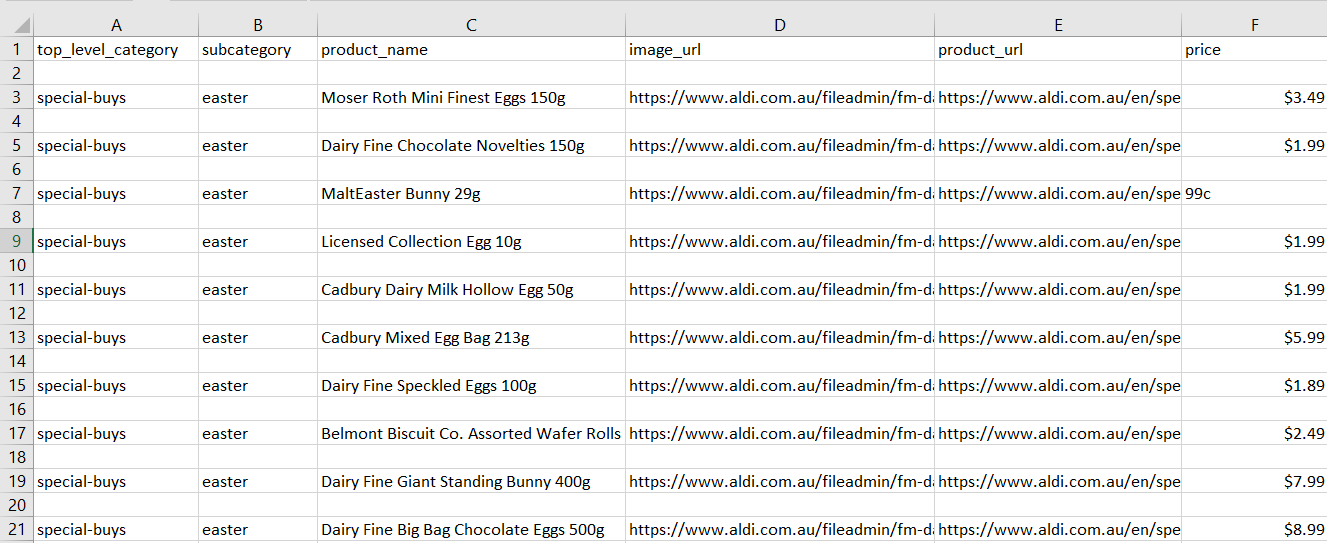 A B C D E F
1 top_level_category subcategory product_name image_url product_url price
2
3 special-buys easter Moser Roth Mini Finest Eggs 150g https://www.aldi.com.au/fileadmin/fm-d https://www.aldi.com.au/en/spe $3.49
4
5 special-buys easter Dairy Fine Chocolate Novelties 150g https://www.aldi.com.au/fileadmin/fm-d https://www.aldi.com.au/en/spe $1.99
6
7 special-buys easter MaltEaster Bunny 29g https://www.aldi.com.au/fileadmin/fm-d https://www.aldi.com.au/en/spe 99c
8
9 special-buys easter Licensed Collection Egg 10g https://www.aldi.com.au/fileadmin/fm-d https://www.aldi.com.au/en/spe $1.99
10
11 special-buys easter Cadbury Dairy Milk Hollow Egg 50g https://www.aldi.com.au/fileadmin/fm-d https://www.aldi.com.au/en/spe $1.99
12
13 special-buys easter Cadbury Mixed Egg Bag 213g https://www.aldi.com.au/fileadmin/fm-d https://www.aldi.com.au/en/spe $5.99
14
15 special-buys easter Dairy Fine Speckled Eggs 100g https://www.aldi.com.au/fileadmin/fm-d https://www.aldi.com.au/en/spe $1.89
16
17 special-buys easter Belmont Biscuit Co. Assorted Wafer Rolls https://www.aldi.com.au/fileadmin/fm-d https://www.aldi.com.au/en/spe $2.49
18
19 special-buys easter Dairy Fine Giant Standing Bunny 400g https://www.aldi.com.au/fileadmin/fm-d https://www.aldi.com.au/en/spe $7.99
20
21 special-buys easter Dairy Fine Big Bag Chocolate Eggs 500g https://www.aldi.com.au/fileadmin/fm-d https://www.aldi.com.au/en/spe $8.99